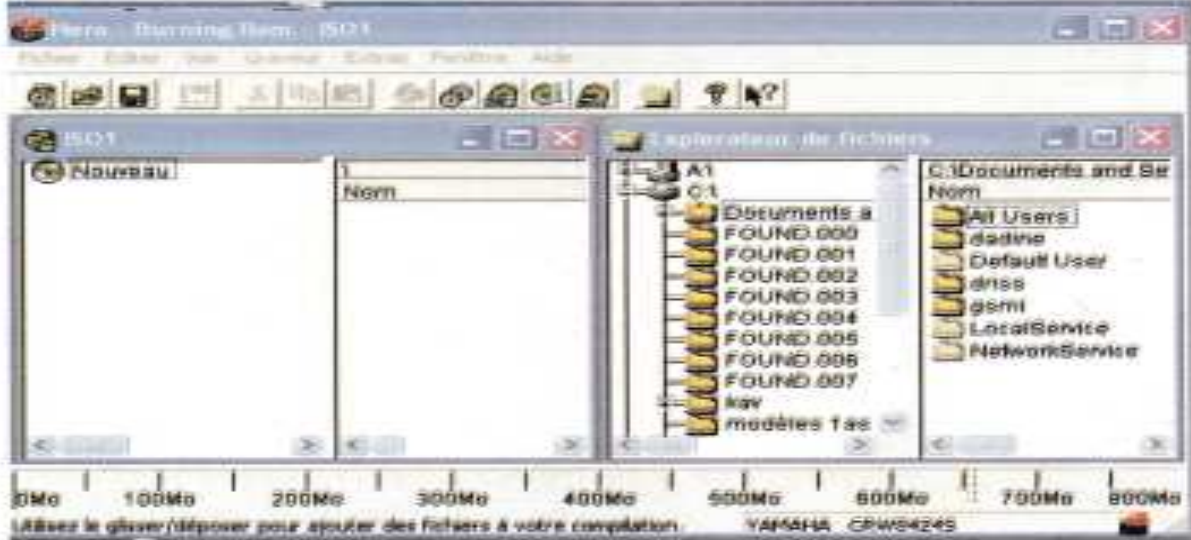 Nero - Burning Rom - ISO1
Fichier Editer Voir Graveur Extras Fenêtre Aide
ISO1
Nouveau
1
Nom
Explorateur de fichiers
A:\
C:\
Documents a
FOUND.000
FOUND.001
FOUND.002
FOUND.003
FOUND.004
FOUND.005
FOUND.006
FOUND.007
kav
modèles 1as
C:\Documents and Se
Nom
All Users
dadine
Default User
driss
gsmi
LocalService
NetworkService
0Mo 100Mo 200Mo 300Mo 400Mo 500Mo 600Mo 700Mo 800Mo
Utilisez le glisser/déposer pour ajouter des fichiers à votre compilation.
YAMAHA CRW8424S